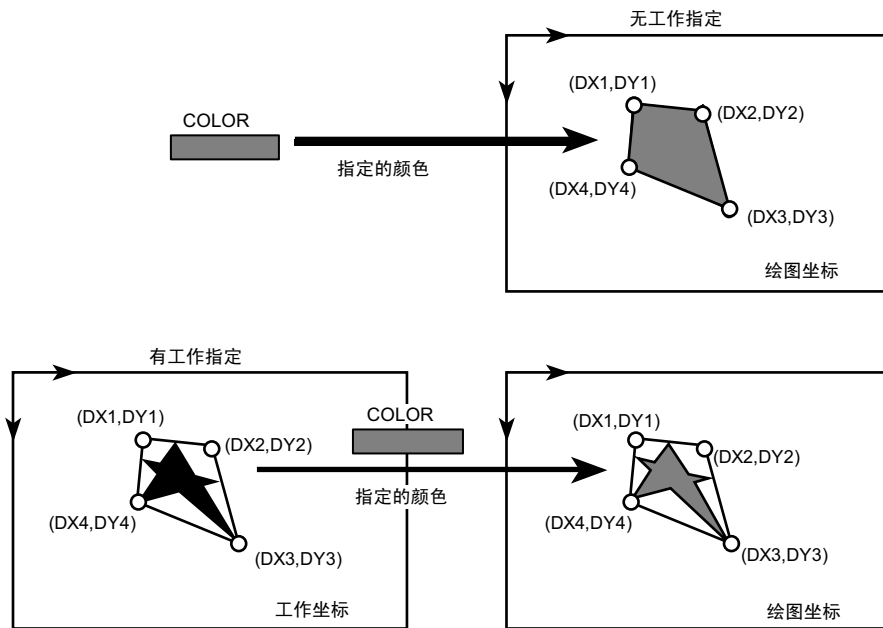 无工作指定
(DX1,DY1)
(DX2,DY2)
COLOR
指定的颜色
(DX4,DY4)
(DX3,DY3)
绘图坐标
有工作指定
(DX1,DY1)
COLOR
(DX1,DY1)
(DX2,DY2)
(DX2,DY2)
指定的颜色
(DX4,DY4)
(DX4,DY4)
(DX3,DY3)
(DX3,DY3)
工作坐标
绘图坐标